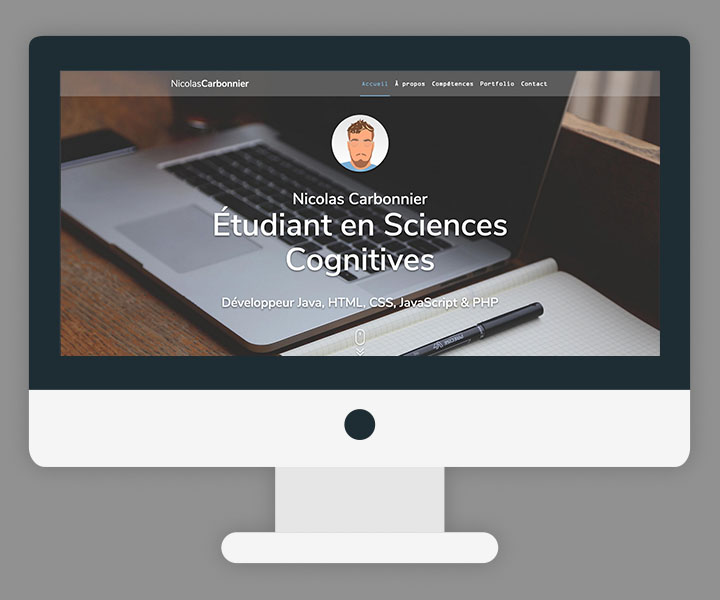 NicolasCarbonnier
Accueil À propos Compétences Portfolio Contact
Nicolas Carbonnier
Étudiant en Sciences
Cognitives
Développeur Java, HTML, CSS, JavaScript & PHP